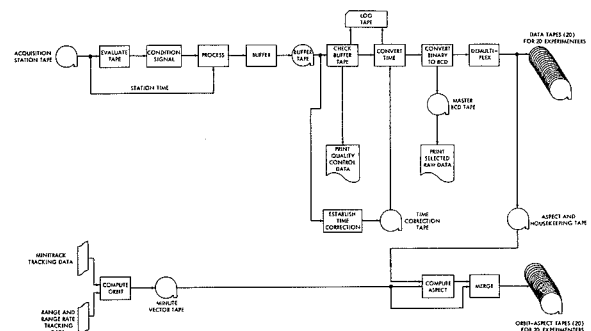 ACQUISITION
STATION TAPE
EVALUATE
TAPE
CONDITION
SIGNAL
PROCESS
BUFFER
BUFFER
TAPE
STATION TIME
LOG
TAPE
CHECK
BUFFER
TAPE
CONVERT
TIME
CONVERT
BINARY
TO BCD
DEMULTI-
PLEX
DATA TAPES (20)
FOR 20 EXPERIMENTERS
MASTER
BCD TAPE
PRINT
QUALITY
CONTROL
DATA
PRINT
SELECTED
RAW DATA
ESTABLISH
TIME
CORRECTION
TIME
CORRECTION
TAPE
ASPECT AND
HOUSEKEEPING TAPE
MINITRACK
TRACKING DATA
RANGE AND
RANGE RATE
TRACKING
COMPUTE
ORBIT
MINUTE
VECTOR TAPE
COMPUTE
ASPECT
MERGE
ORBIT-ASPECT TAPES (20)
FOR 20 EXPERIMENTERS